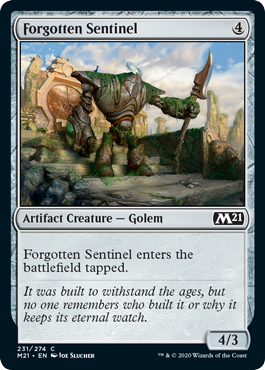 Forgotten Sentinel 4
Artifact Creature — Golem M21
Forgotten Sentinel enters the
battlefield tapped.
It was built to withstand the ages, but
no one remembers who built it or why it
keeps its eternal watch.
4/3
231/274 C
M21 • EN Joe Slucher ™ & © 2020 Wizards of the Coast